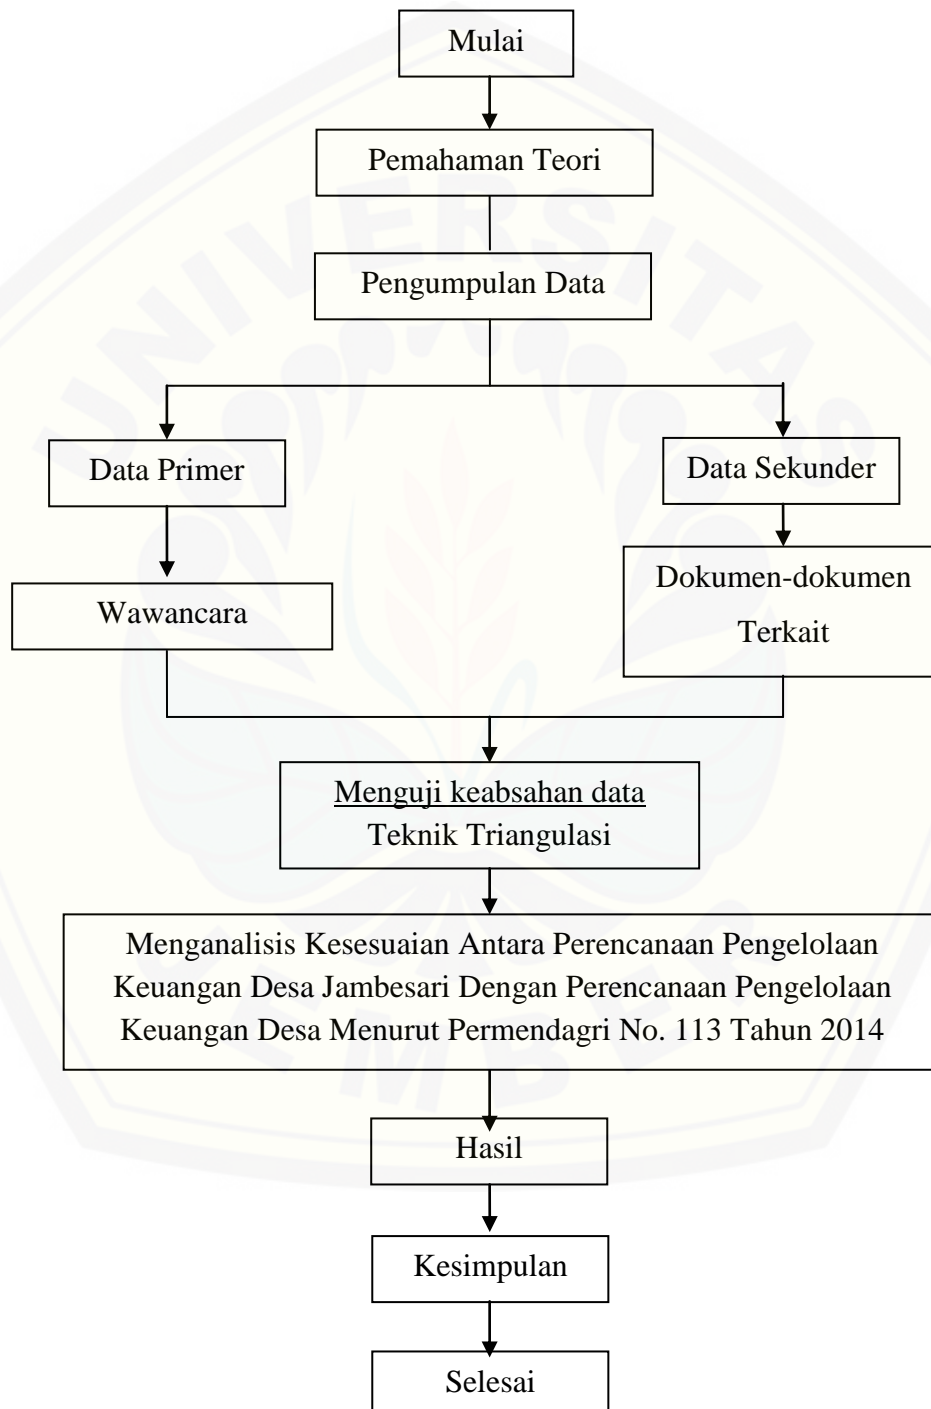 UNIVERSITAS
Mulai
Pemahaman Teori
Pengumpulan Data
Data Primer
Data Sekunder
Wawancara
Dokumen-dokumen
Terkait
Menguji keabsahan data
Teknik Triangulasi
Menganalisis Kesesuaian Antara Perencanaan Pengelolaan
Keuangan Desa Jambesari Dengan Perencanaan Pengelolaan
Keuangan Desa Menurut Permendagri No. 113 Tahun 2014
JEMBER
Hasil
Kesimpulan
Selesai